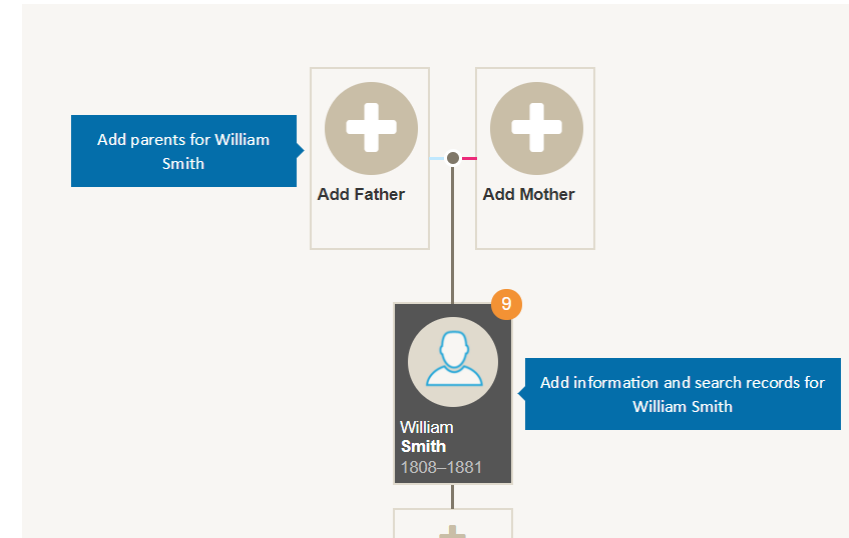 Add parents for William
Smith
Add Father
Add Mother
9
Add information and search records for
William Smith
William
Smith
1808–1881